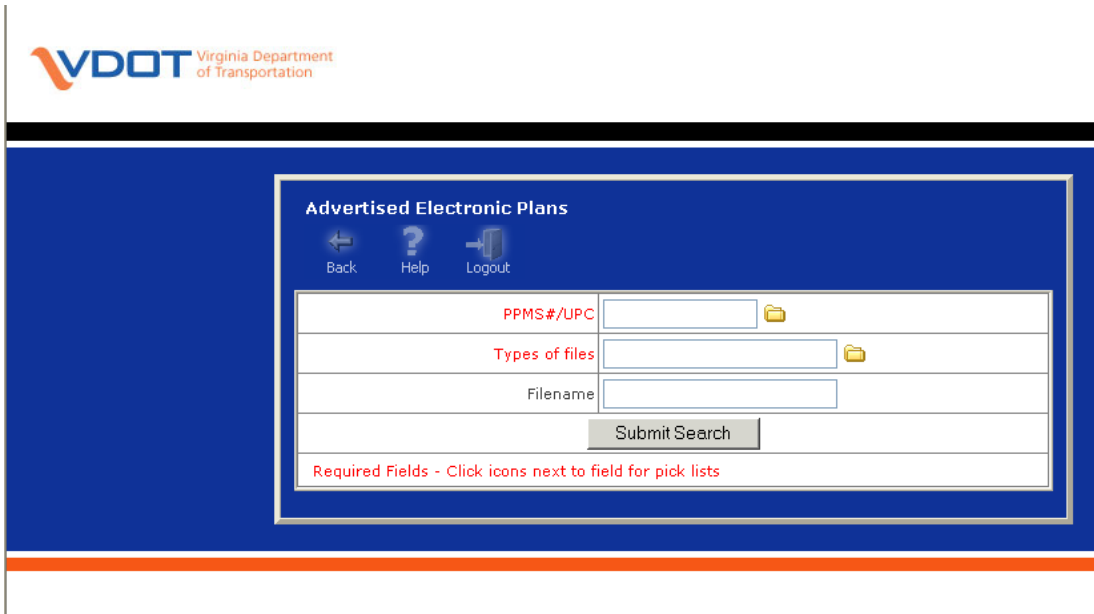 VDOT Virginia Department
of Transportation
Advertised Electronic Plans
Back Help Logout
PPMS#/UPC
Types of files
Filename
Submit Search
Required Fields - Click icons next to field for pick lists